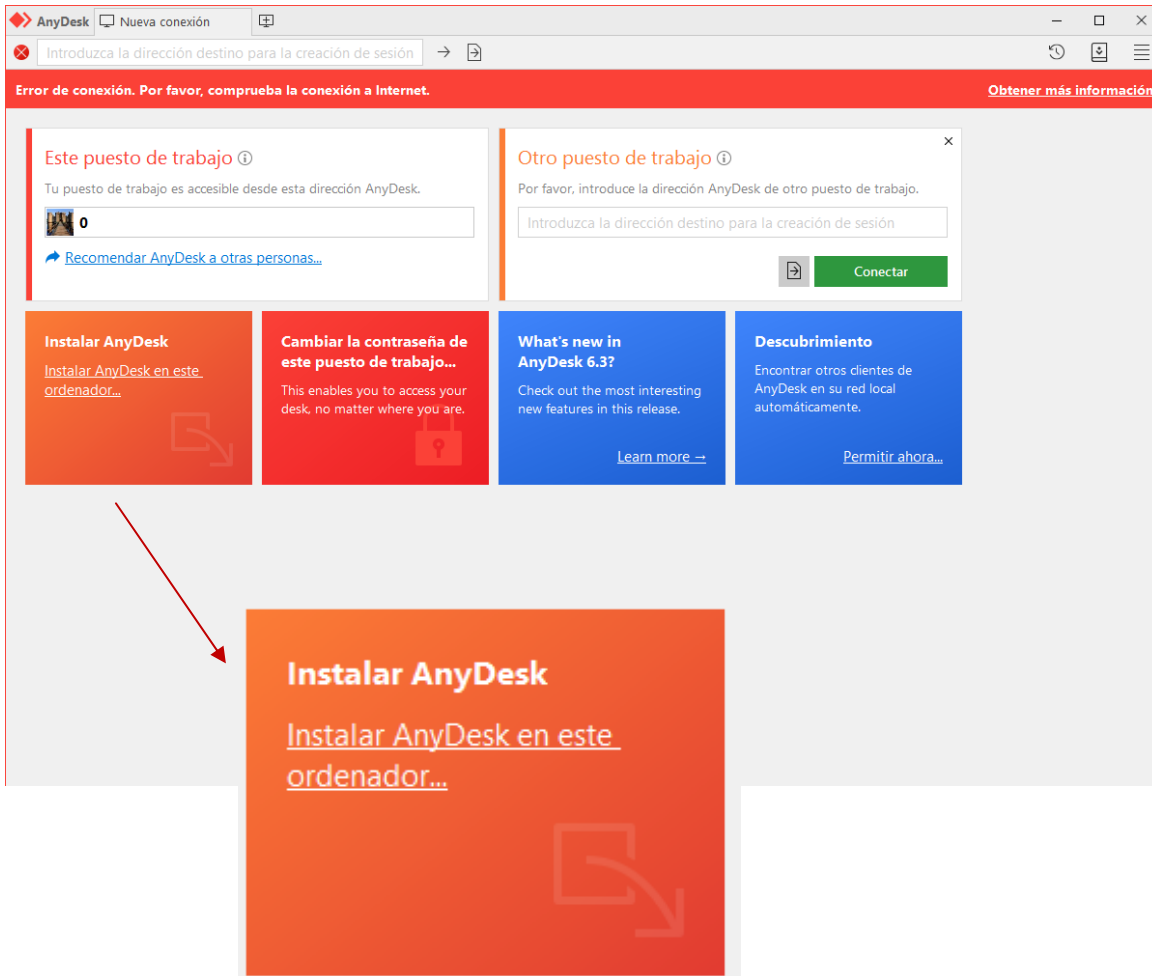 AnyDesk
Nueva conexión
Introduzca la dirección destino para la creación de sesión
Error de conexión. Por favor, comprueba la conexión a Internet.
Obtener más información
Este puesto de trabajo
Tu puesto de trabajo es accesible desde esta dirección AnyDesk.
0
Recomendar AnyDesk a otras personas...
Otro puesto de trabajo
Por favor, introduce la dirección AnyDesk de otro puesto de trabajo.
Introduzca la dirección destino para la creación de sesión
Conectar
Instalar AnyDesk
Instalar AnyDesk en este
ordenador...
Cambiar la contraseña de
este puesto de trabajo...
This enables you to access your
desk, no matter where you are.
What's new in
AnyDesk 6.3?
Check out the most interesting
new features in this release.
Learn more →
Descubrimiento
Encontrar otros clientes de
AnyDesk en su red local
automáticamente.
Permitir ahora...
Instalar AnyDesk
Instalar AnyDesk en este
ordenador...